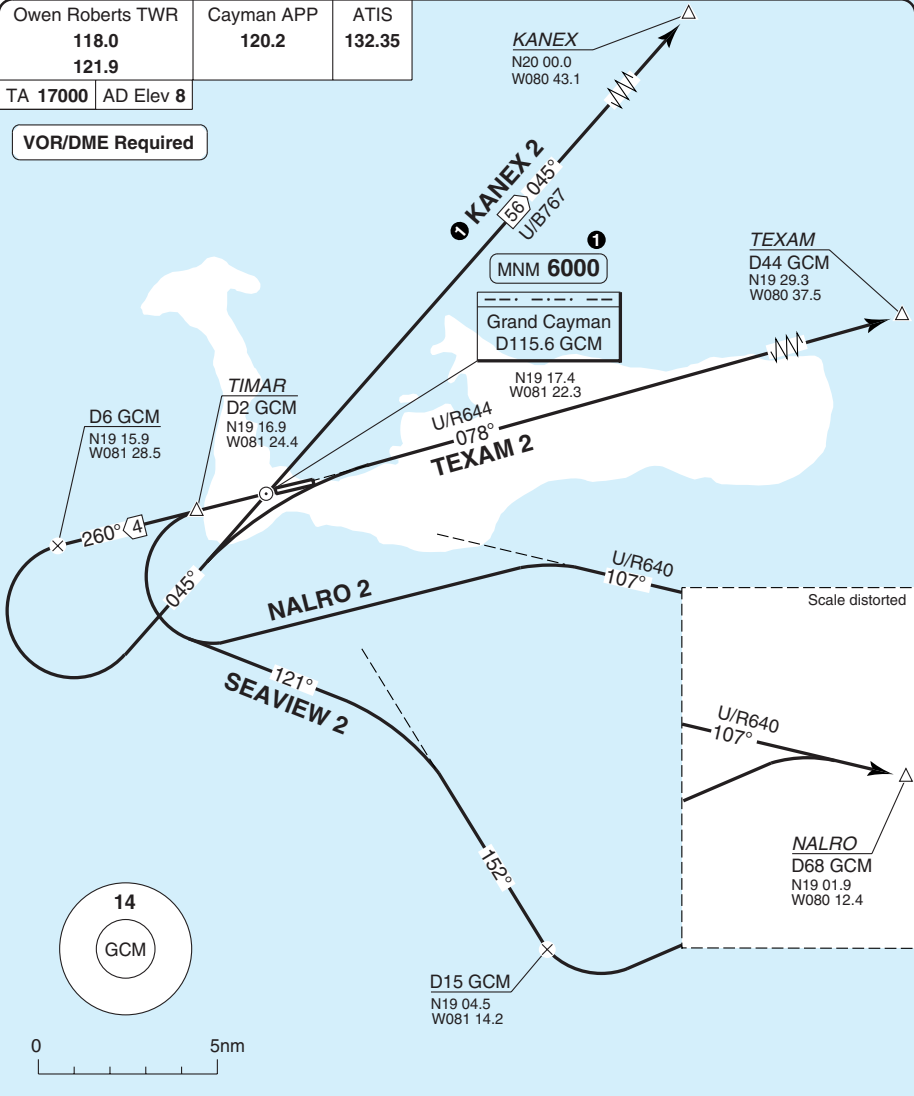 Owen Roberts TWR
118.0
121.9
Cayman APP
120.2
ATIS
132.35
TA 17000
AD Elev 8
VOR/DME Required
KANEX
N20 00.0
W080 43.1
❶ KANEX 2
56 045°
U/B767
❶
MNM 6000
Grand Cayman
D115.6 GCM
N19 17.4
W081 22.3
TEXAM
D44 GCM
N19 29.3
W080 37.5
TIMAR
D2 GCM
N19 16.9
W081 24.4
D6 GCM
N19 15.9
W081 28.5
U/R644
078°
TEXAM 2
260° 4
045°
NALRO 2
U/R640
107°
Scale distorted
121°
SEAVIEW 2
U/R640
107°
152°
NALRO
D68 GCM
N19 01.9
W080 12.4
14
GCM
D15 GCM
N19 04.5
W081 14.2
0 5nm